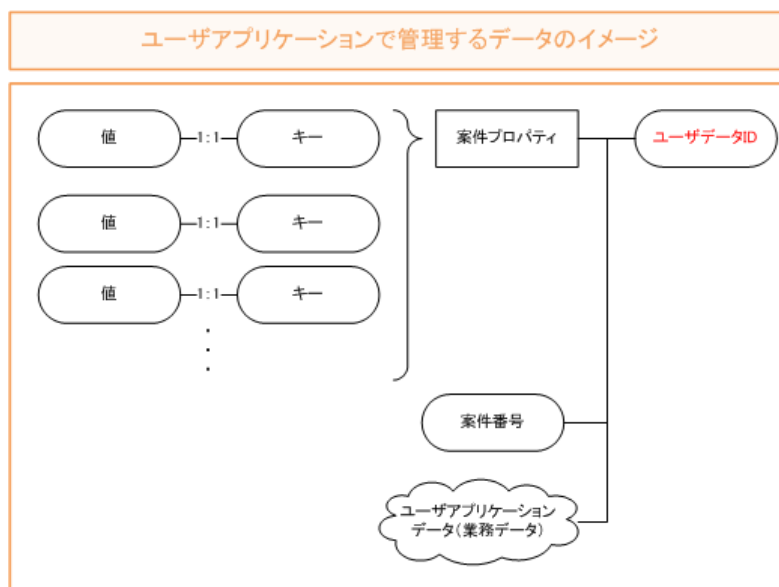 ユーザアプリケーションで管理するデータのイメージ
値
1:1
キー
案件プロパティ
ユーザデータID
値
1:1
キー
値
1:1
キー
案件番号
ユーザアプリケーション
データ(業務データ)